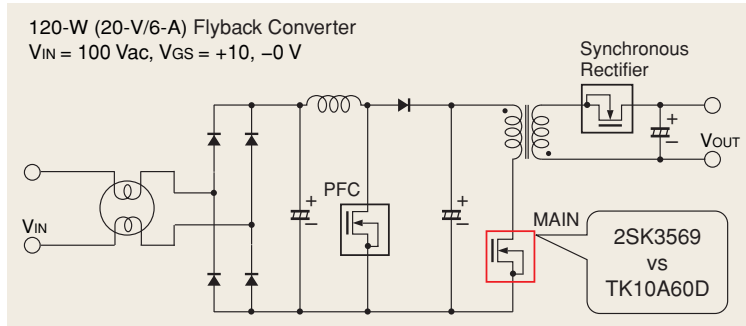 120-W (20-V/6-A) Flyback Converter
VIN = 100 Vac, VGS = +10, −0 V
Synchronous
Rectifier
VOUT
PFC
MAIN
VIN
2SK3569
vs
TK10A60D
+
−
+
−
+
−